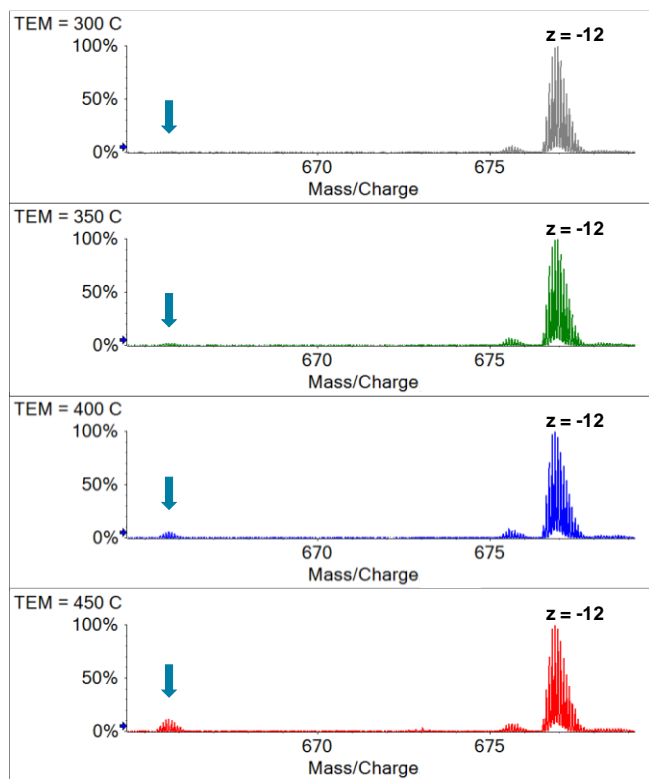 TEM = 300 C
z = -12
100%
50%
0%
670
675
Mass/Charge
TEM = 350 C
z = -12
100%
50%
0%
670
675
Mass/Charge
TEM = 400 C
z = -12
100%
50%
0%
670
675
Mass/Charge
TEM = 450 C
z = -12
100%
50%
0%
670
675
Mass/Charge